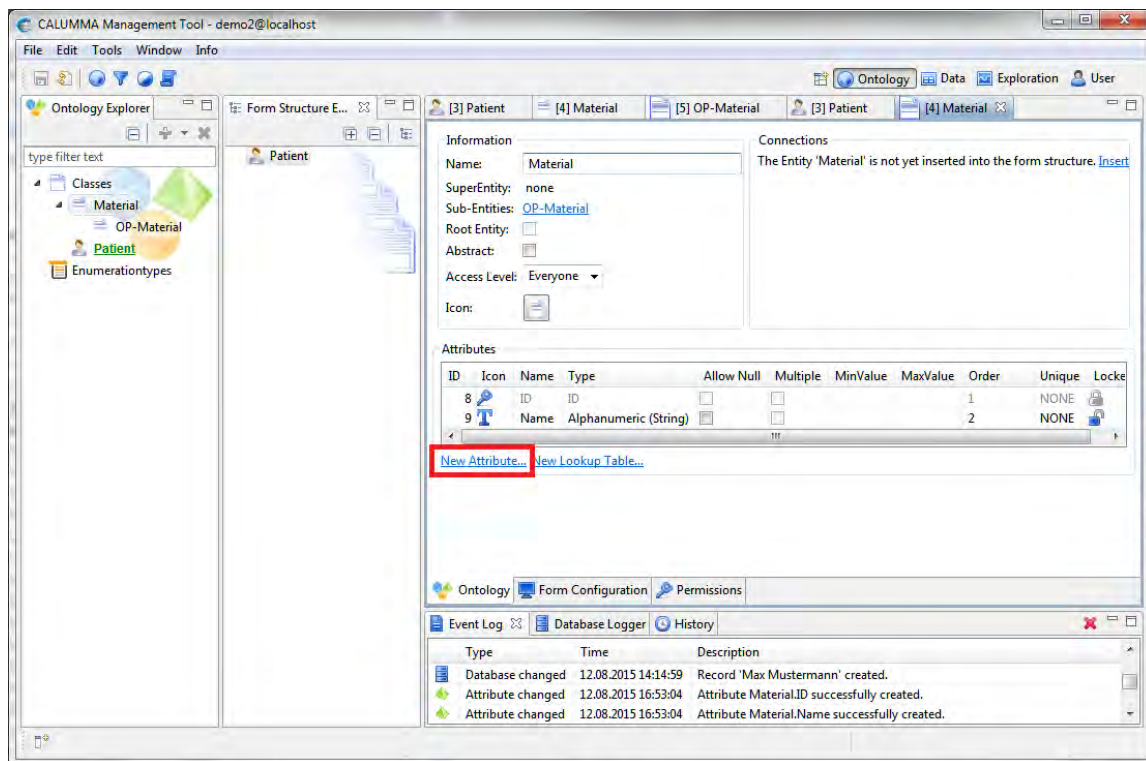 CALUMMA Management Tool - demo2@localhost
File Edit Tools Window Info
Ontology Data Exploration User
Ontology Explorer
type filter text
Classes
Material
OP-Material
Patient
Enumerationtypes
Form Structure E...
Patient
[3] Patient [4] Material [5] OP-Material [3] Patient [4] Material
Information
Name: Material
SuperEntity: none
Sub-Entities: OP-Material
Root Entity:
Abstract:
Access Level: Everyone
Icon:
Connections
The Entity 'Material' is not yet inserted into the form structure. Insert
Attributes
ID Icon Name Type Allow Null Multiple MinValue MaxValue Order Unique Locke
8 ID ID 1 NONE
9 T Name Alphanumeric (String) 2 NONE
New Attribute... New Lookup Table...
Ontology Form Configuration Permissions
Event Log Database Logger History
Type Time Description
Database changed 12.08.2015 14:14:59 Record 'Max Mustermann' created.
Attribute changed 12.08.2015 16:53:04 Attribute Material.ID successfully created.
Attribute changed 12.08.2015 16:53:04 Attribute Material.Name successfully created.